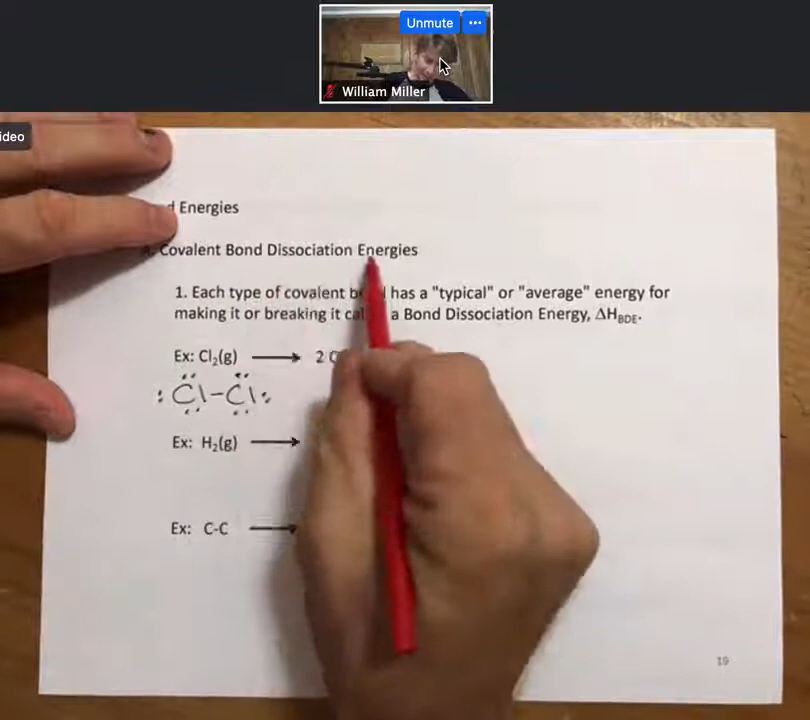 Unmute ...
William Miller
ideo
d Energies
A. Covalent Bond Dissociation Energies
1. Each type of covalent has a "typical" or "average" energy for
making it or breaking it a Bond Dissociation Energy, ΔH_BDE.
Ex: Cl₂(g) ⟶ 2
:Cl-Cl:
Ex: H₂(g) ⟶
Ex: C-C ⟶
19